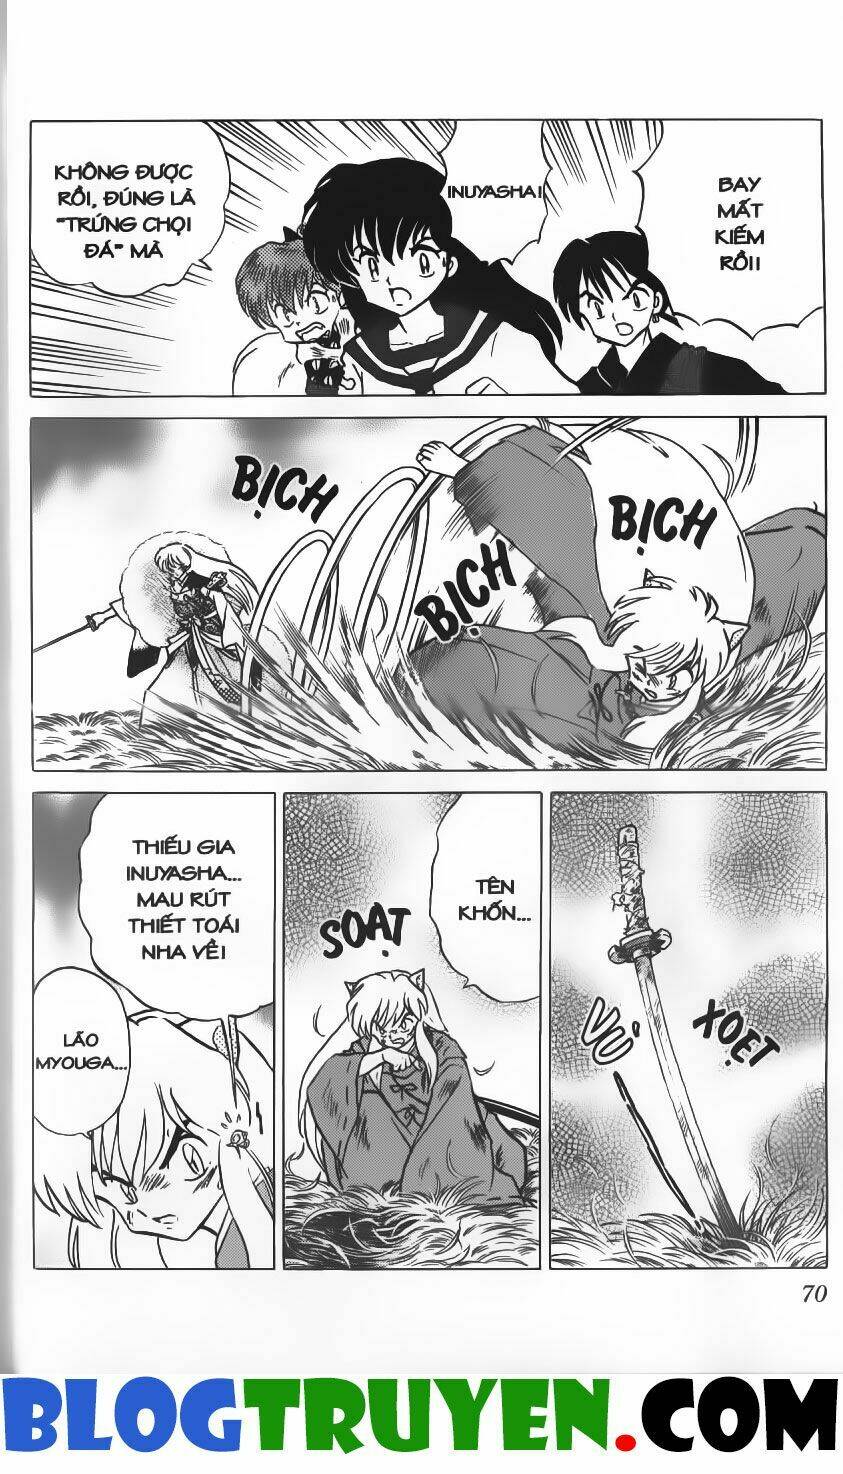 KHÔNG ĐƯỢC
RỒI, ĐÚNG LÀ
"TRỨNG CHỌI
ĐÁ" MÀ
INUYASHA!
BAY
MẤT
KIẾM
RỒI!
BỊCH
BỊCH
BỊCH
THIẾU GIA
INUYASHA...
MAU RÚT
THIẾT TOÁI
NHA VỀ!
LÃO
MYOUGA...
TÊN
KHỐN...
SOẠT
VÙ
XOẸT
70
BLOGTRUYEN.COM